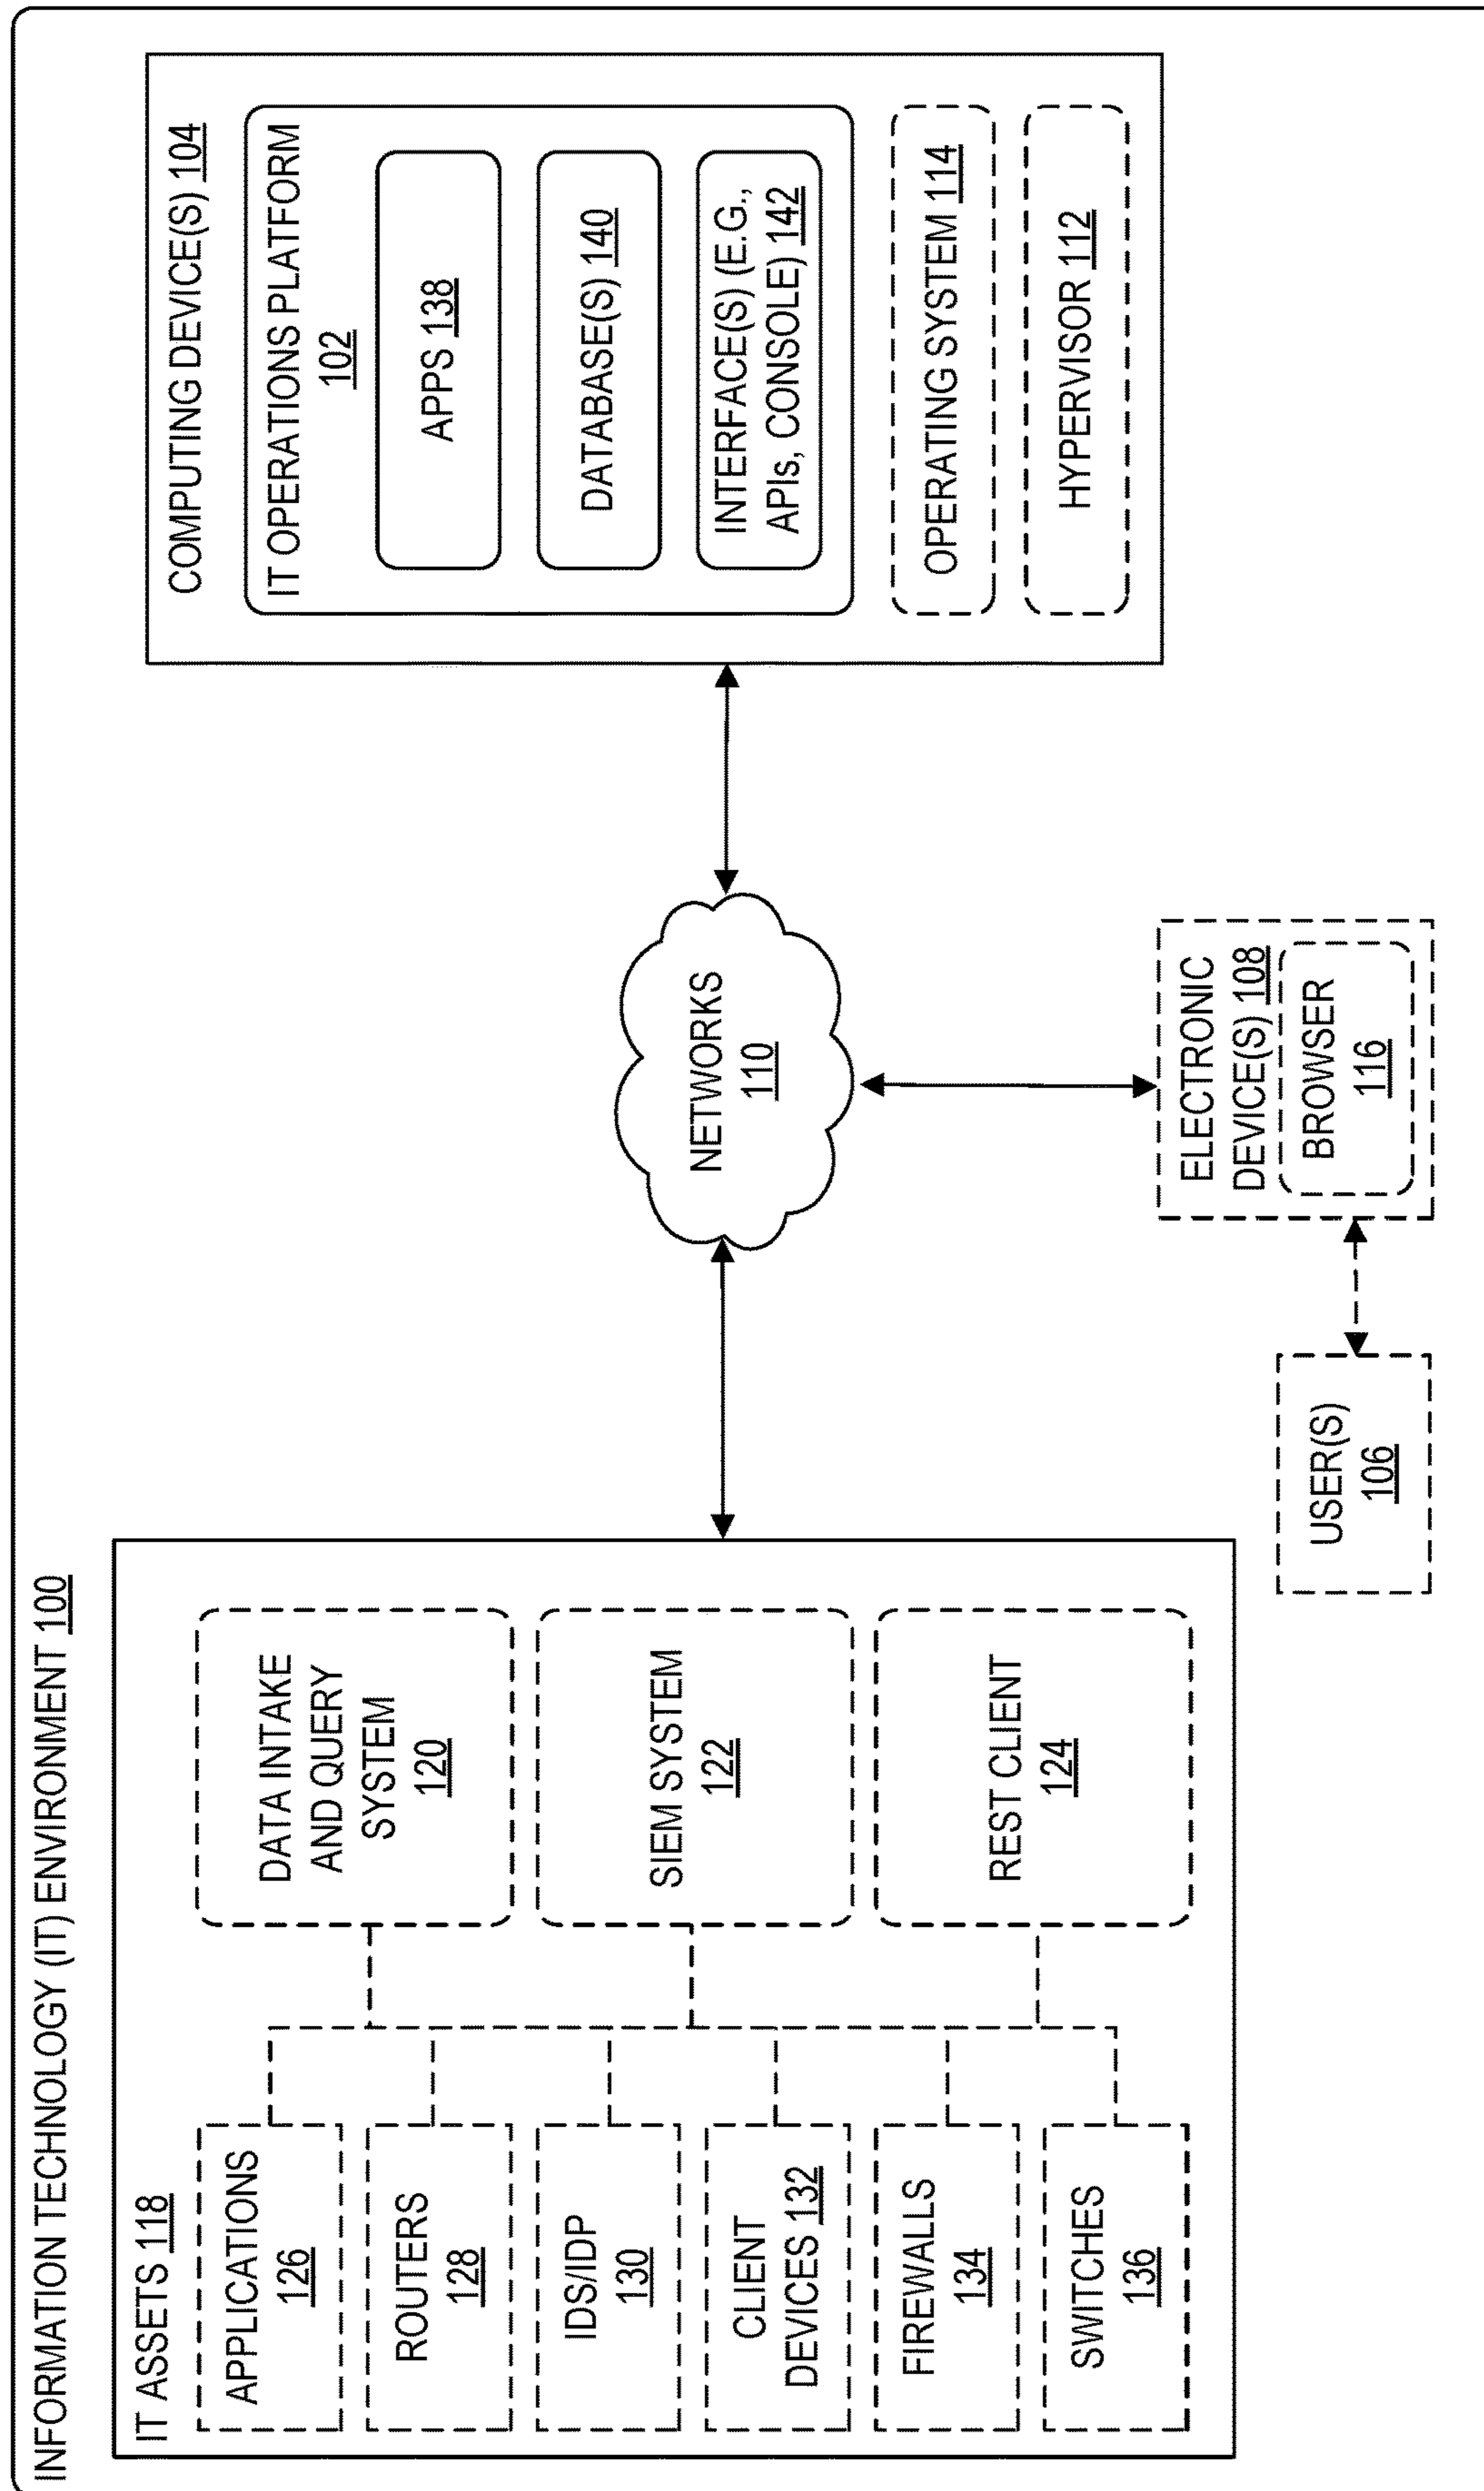 INFORMATION TECHNOLOGY (IT) ENVIRONMENT 100
IT ASSETS 118
APPLICATIONS
126
ROUTERS
128
IDS/IDP
130
CLIENT
DEVICES 132
FIREWALLS
134
SWITCHES
136
DATA INTAKE
AND QUERY
SYSTEM
120
SIEM SYSTEM
122
REST CLIENT
124
NETWORKS
110
USER(S)
106
ELECTRONIC
DEVICE(S) 108
BROWSER
116
COMPUTING DEVICE(S) 104
IT OPERATIONS PLATFORM
102
APPS 138
DATABASE(S) 140
INTERFACE(S) (E.G.,
APIs, CONSOLE) 142
OPERATING SYSTEM 114
HYPERVISOR 112